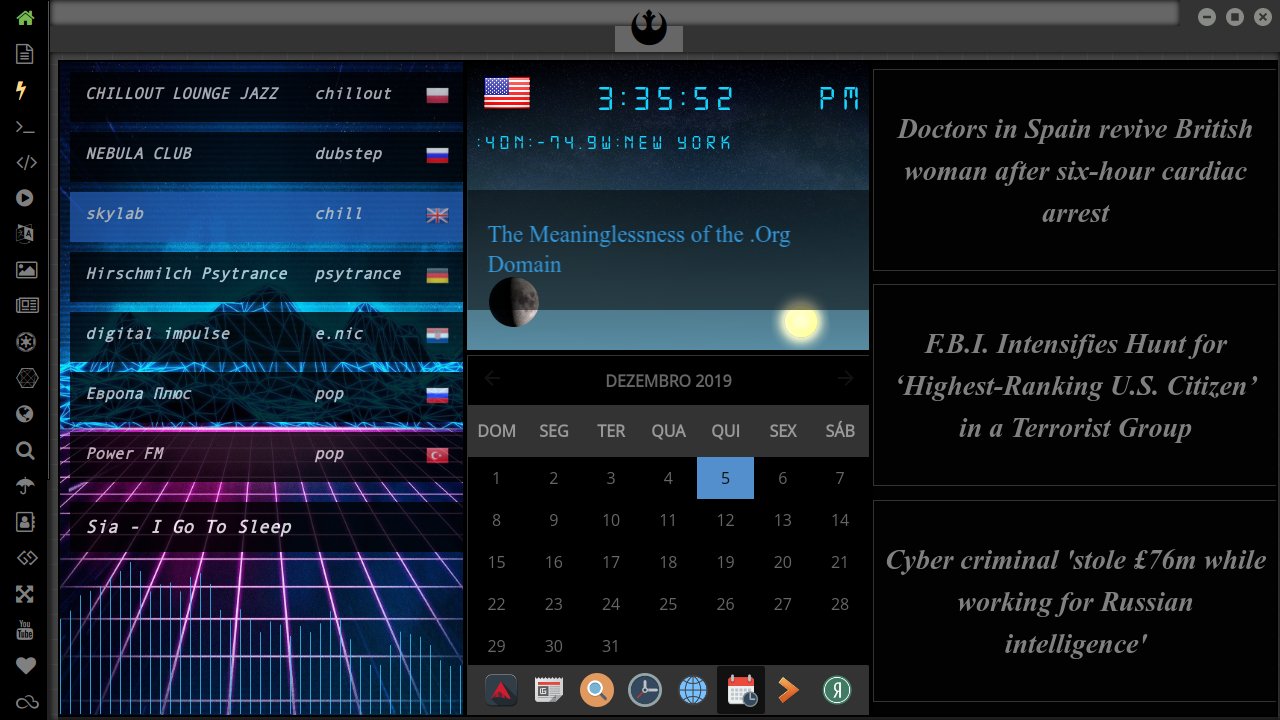 CHILLOUT LOUNGE JAZZ chillout
NEBULA CLUB dubstep
skylab chill
Hirschmilch Psytrance psytrance
digital impulse e.nic
Европа Плюс pop
Power FM pop
Sia - I Go To Sleep
3:35:52 PM
:40N:-74.9W:NEW YORK
The Meaninglessness of the .Org
Domain
DEZEMBRO 2019
DOM SEG TER QUA QUI SEX SÁB
1 2 3 4 5 6 7
8 9 10 11 12 13 14
15 16 17 18 19 20 21
22 23 24 25 26 27 28
29 30 31
Doctors in Spain revive British
woman after six-hour cardiac
arrest
F.B.I. Intensifies Hunt for
‘Highest-Ranking U.S. Citizen’
in a Terrorist Group
Cyber criminal 'stole £76m while
working for Russian
intelligence'
You
Tube
Я